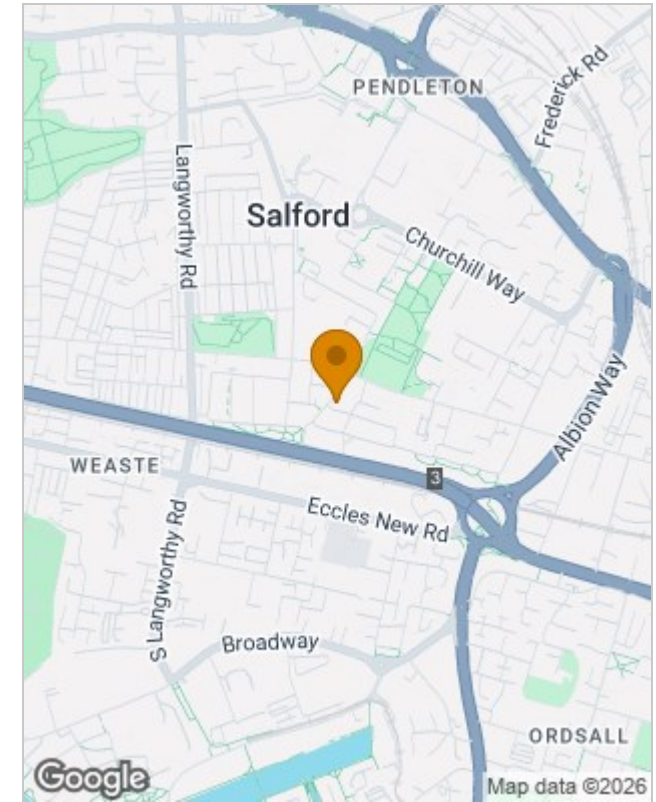 PENDLETON
Frederick Rd
Langworthy Rd
Salford
Churchill Way
Albion Way
WEASTE
3
Eccles New Rd
S Langworthy Rd
Broadway
ORDSALL
Google
Map data ©2026